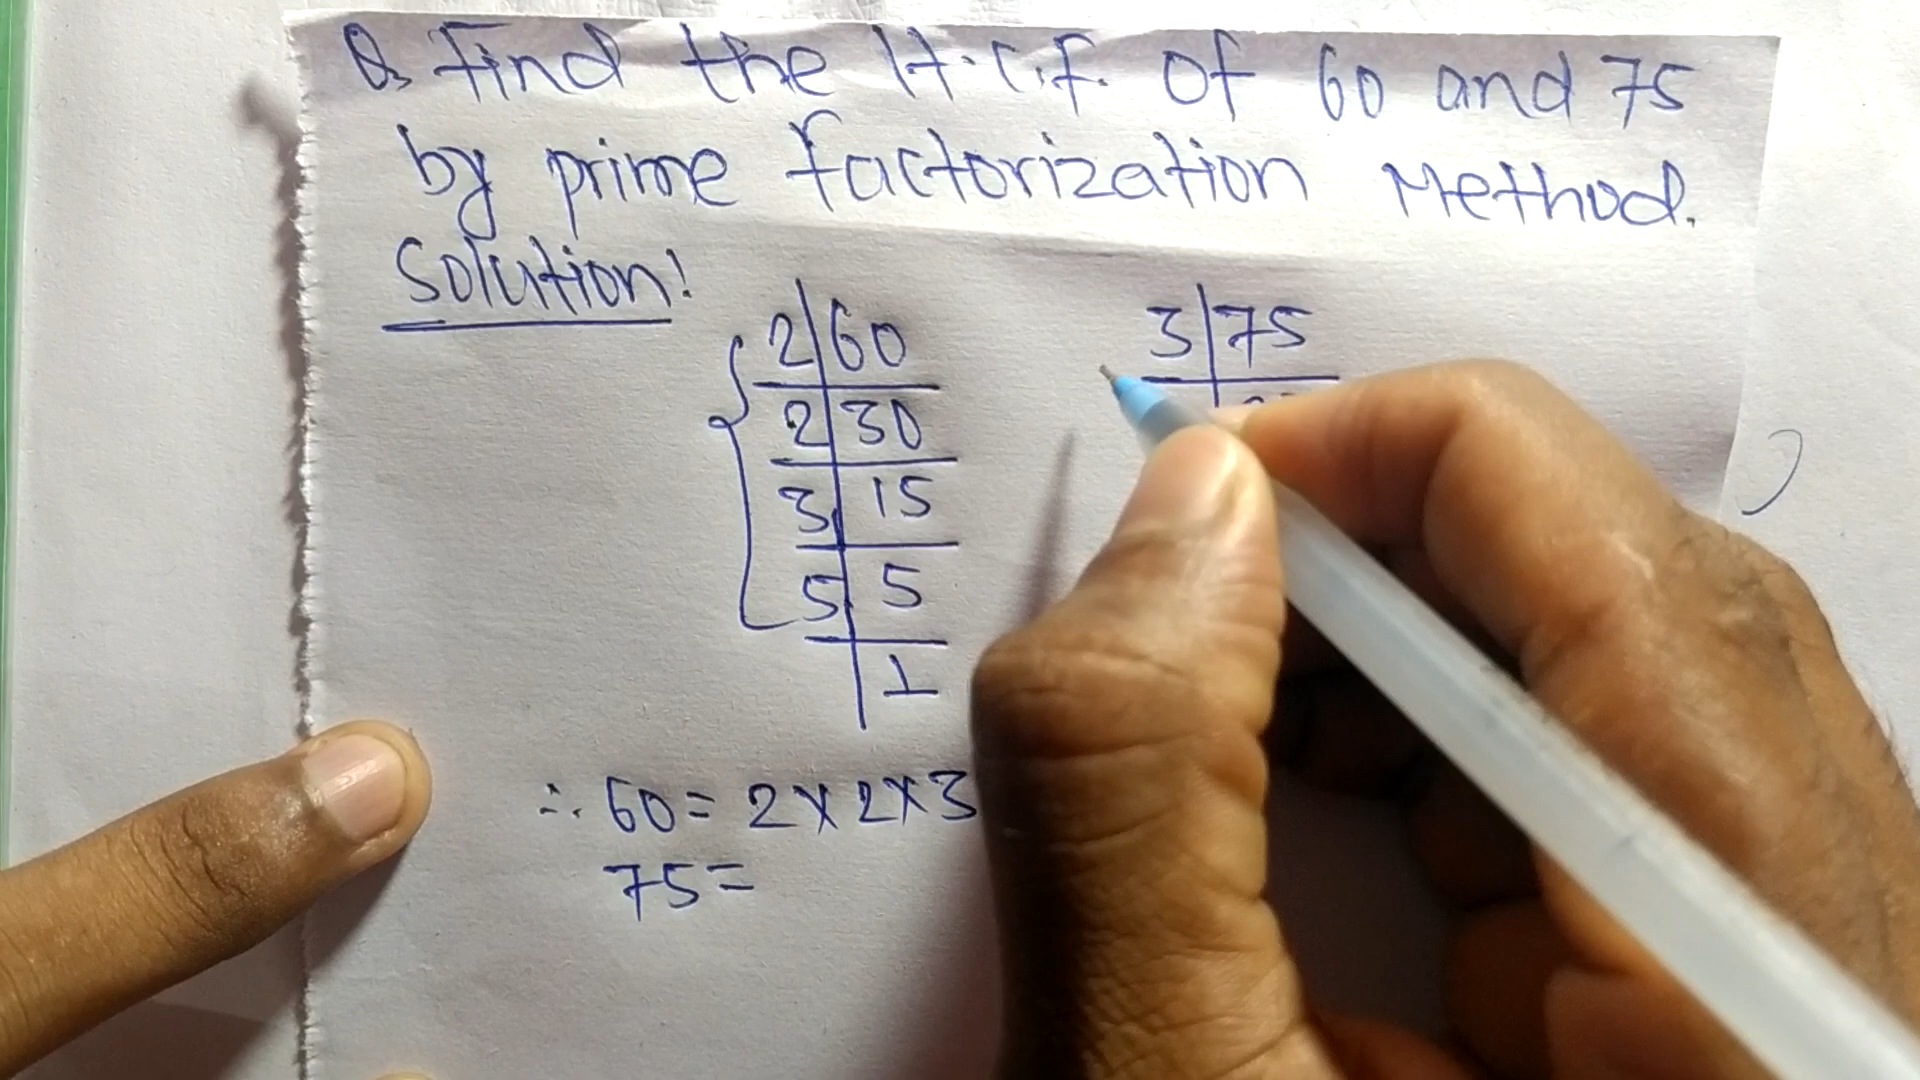 Q. Find the H.C.F. of 60 and 75
by prime factorization Method.
Solution:
2 60
2 30
3 15
5 5
1
3 75
∴ 60 = 2 × 2 × 3
75 =